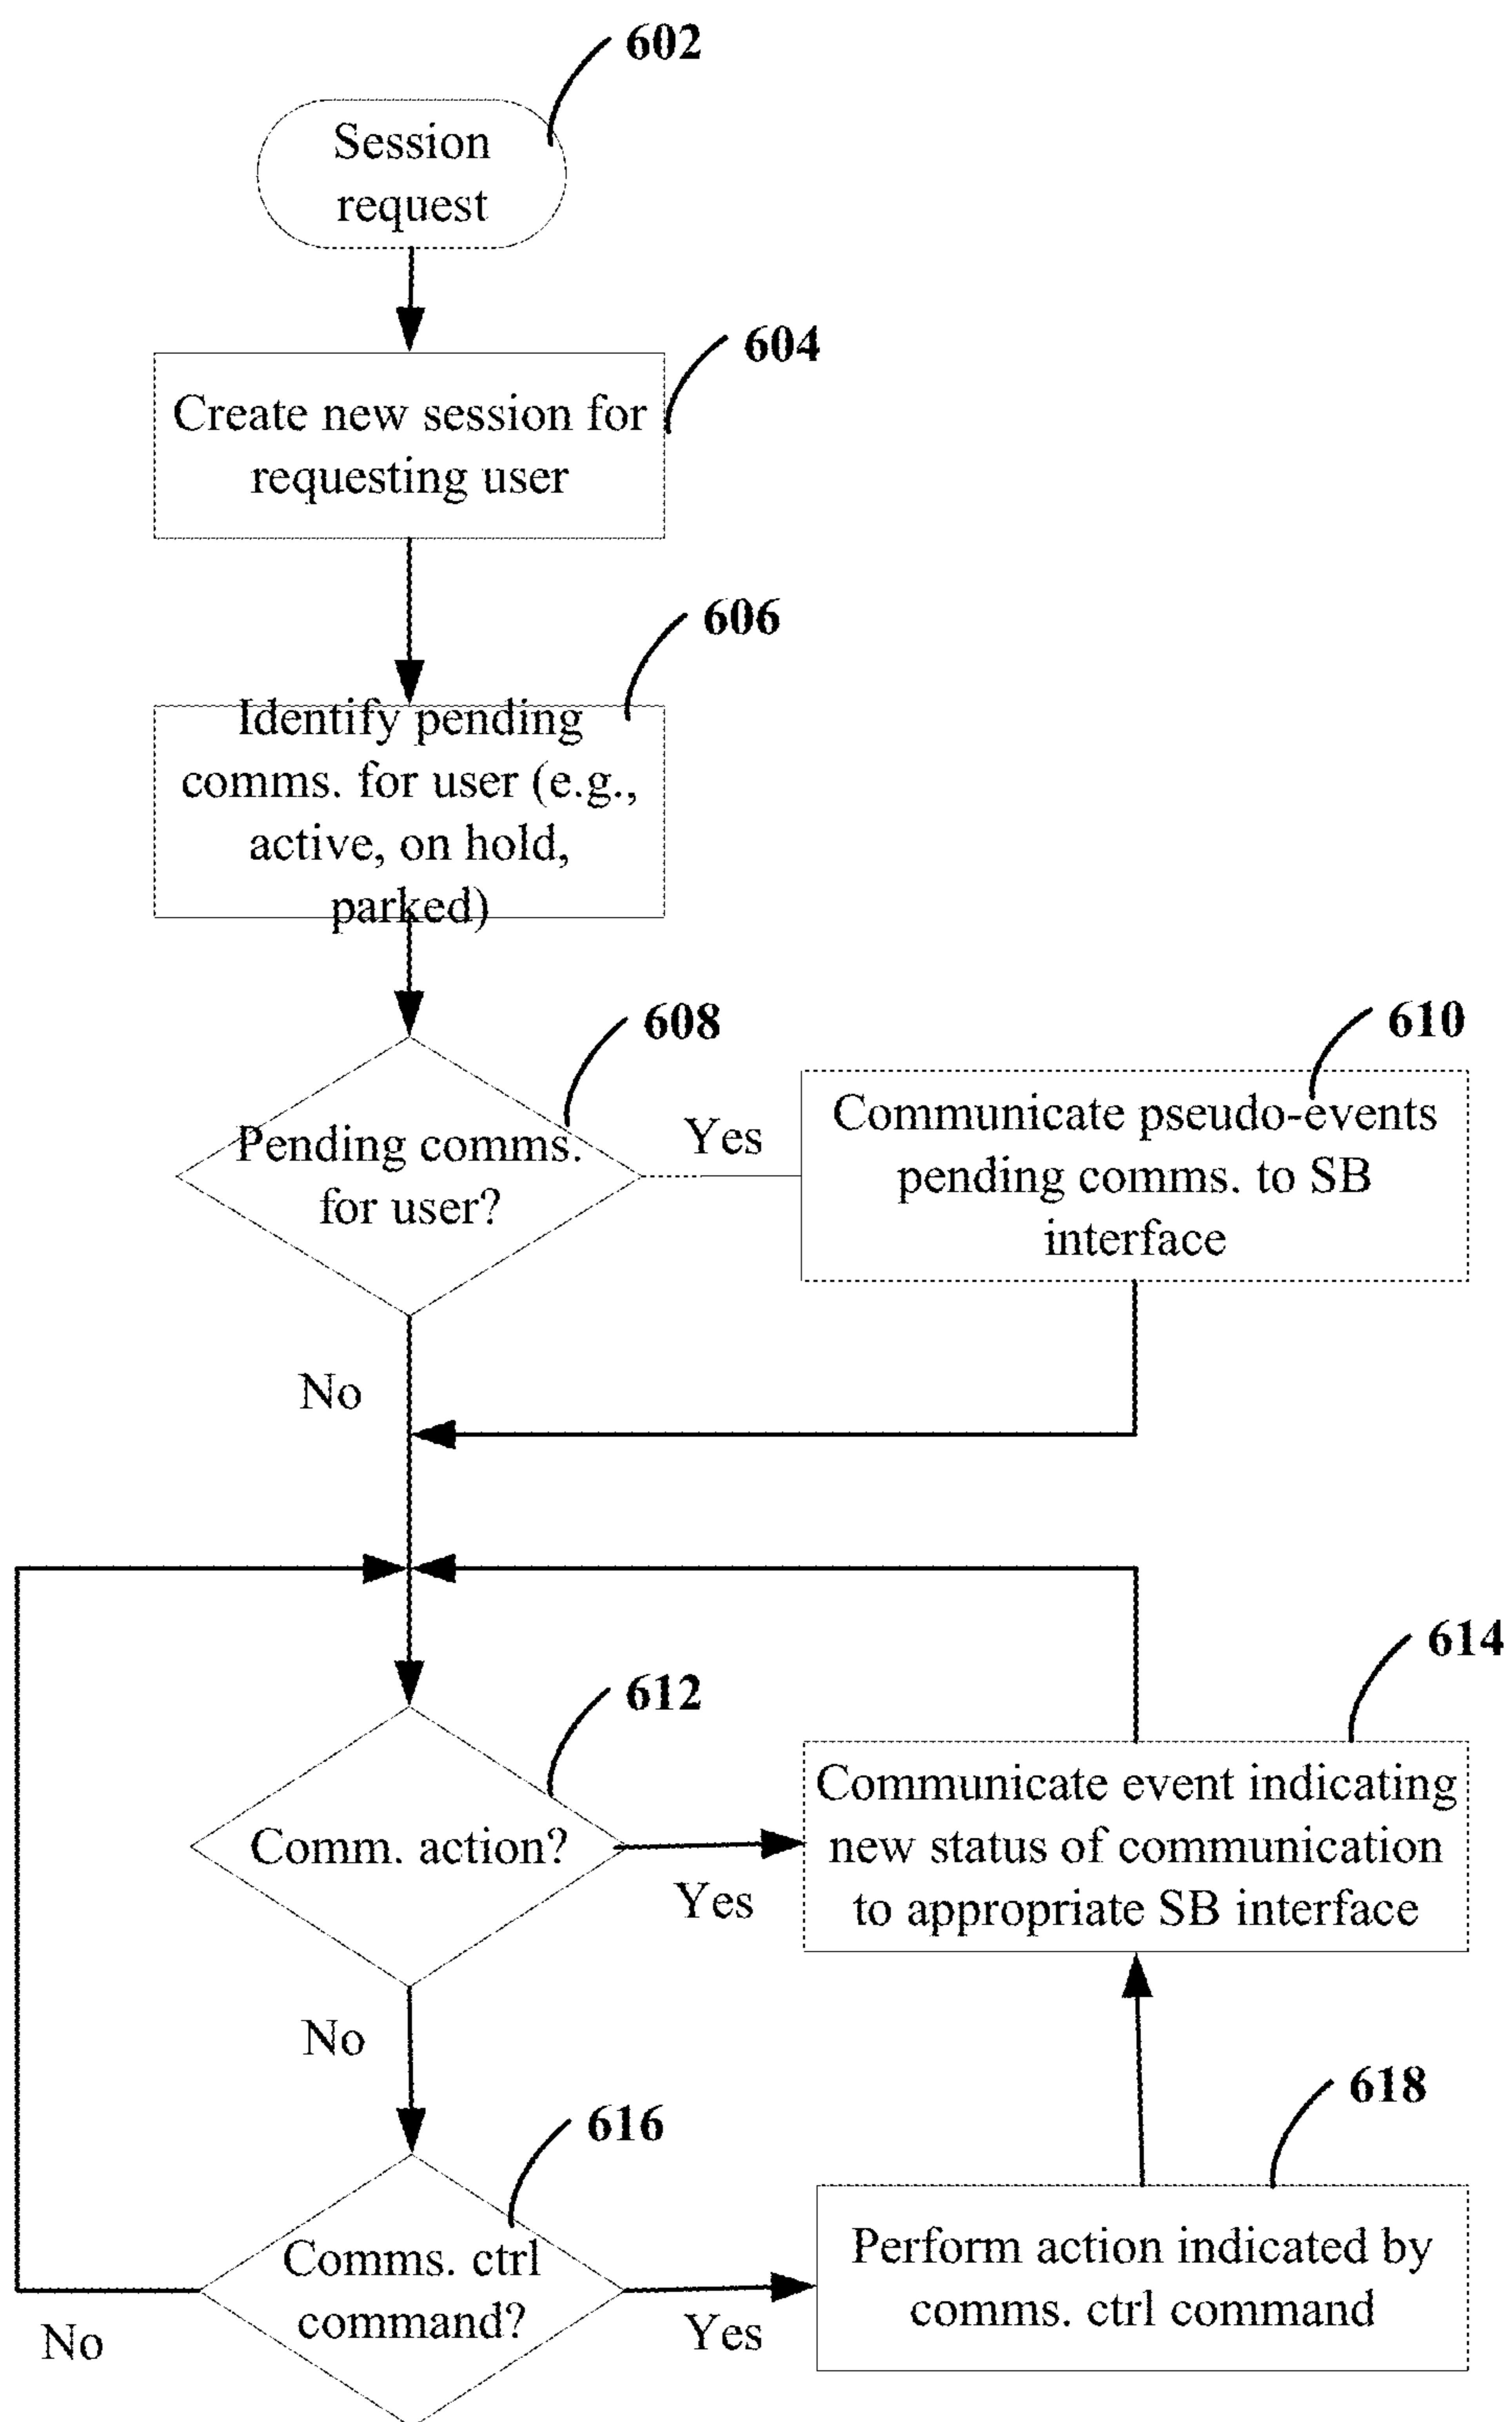 602
Session
request
604
Create new session for
requesting user
606
Identify pending
comms. for user (e.g.,
active, on hold,
parked)
608
Pending comms.
for user?
Yes
610
Communicate pseudo-events
pending comms. to SB
interface
No
612
Comm. action?
Yes
614
Communicate event indicating
new status of communication
to appropriate SB interface
No
616
Comms. ctrl
command?
No
Yes
618
Perform action indicated by
comms. ctrl command